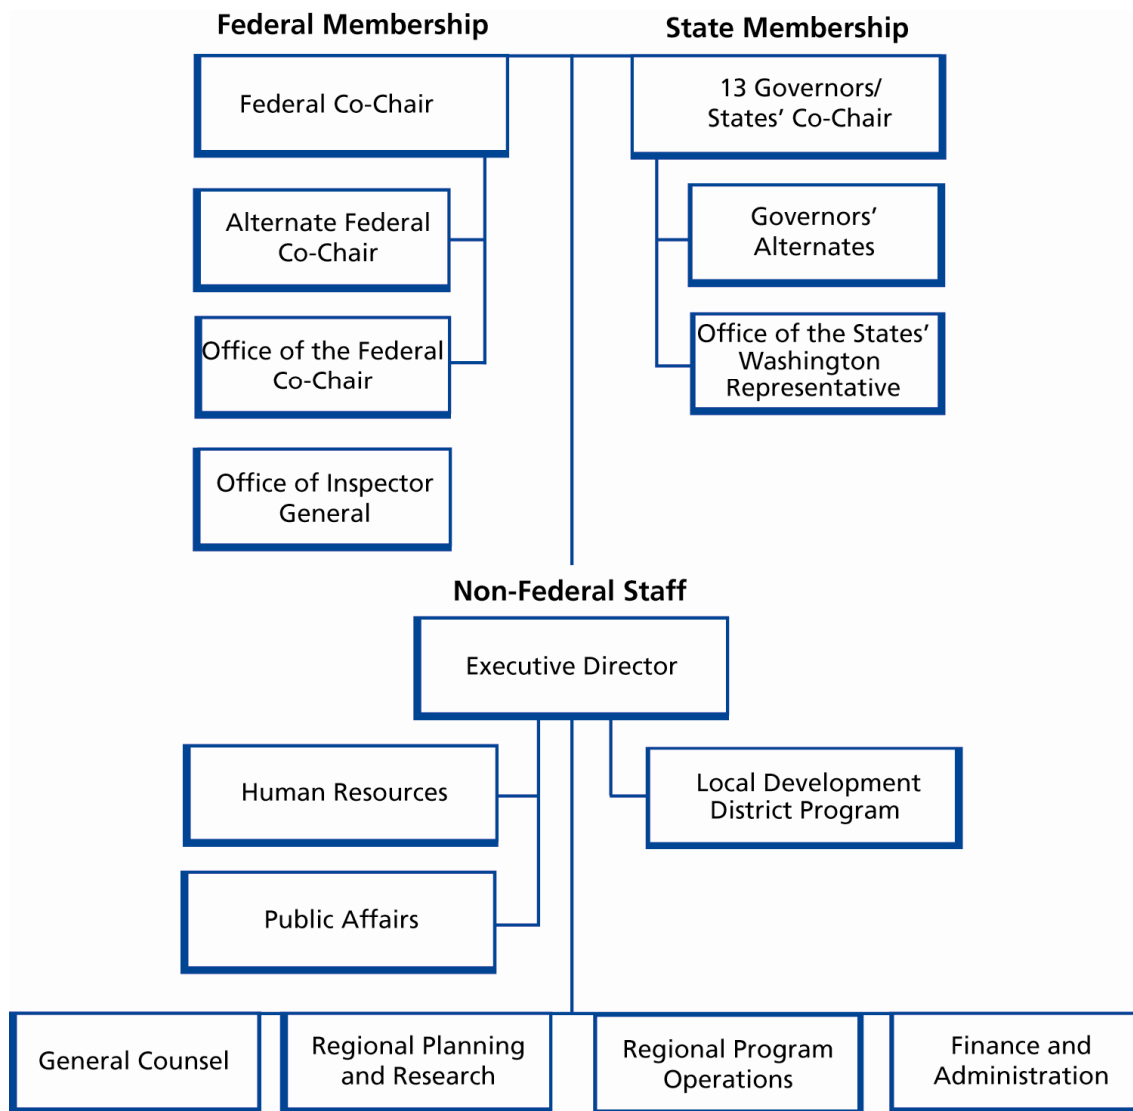 Federal Membership
State Membership
Federal Co-Chair
13 Governors/
States’ Co-Chair
Alternate Federal
Co-Chair
Governors’
Alternates
Office of the Federal
Co-Chair
Office of the States’
Washington
Representative
Office of Inspector
General
Non-Federal Staff
Executive Director
Human Resources
Local Development
District Program
Public Affairs
General Counsel
Regional Planning
and Research
Regional Program
Operations
Finance and
Administration